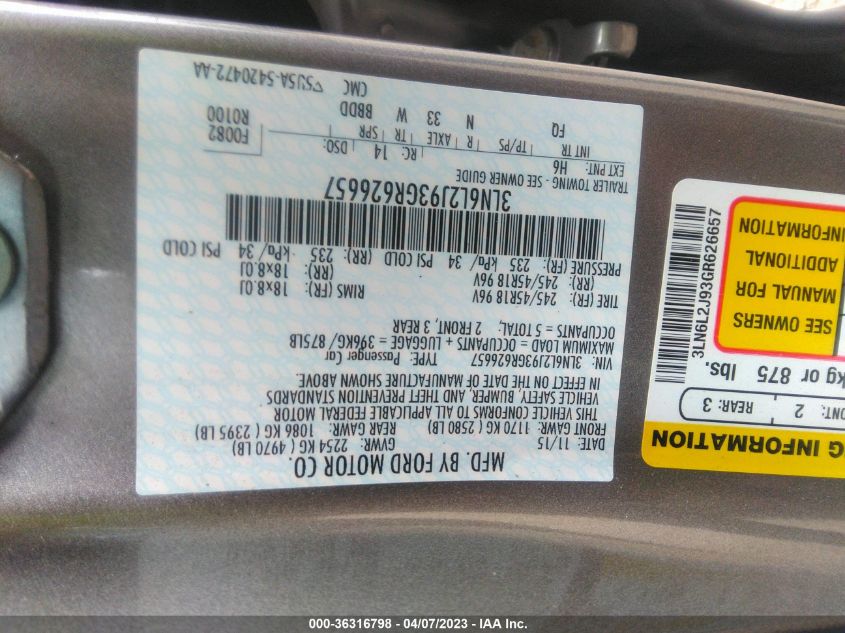 MFD. BY FORD MOTOR CO.
DATE: 11/15 GVWR: 2254 KG ( 4970 LB)
FRONT GAWR: 1170 KG ( 2580 LB) REAR GAWR: 1086 KG ( 2395 LB)
THIS VEHICLE CONFORMS TO ALL APPLICABLE FEDERAL MOTOR
VEHICLE SAFETY, BUMPER, AND THEFT PREVENTION STANDARDS
IN EFFECT ON THE DATE OF MANUFACTURE SHOWN ABOVE.
VIN: 3LN6L2J93GR626657 TYPE: Passenger Car
MAXIMUM LOAD = OCCUPANTS + LUGGAGE = 396KG/ 875LB
OCCUPANTS = 5 TOTAL: 2 FRONT, 3 REAR
TIRE (FR): 245/45R18 96V RIMS (FR): 18x8.0J
(RR): 245/45R18 96V (RR): 18x8.0J
PRESSURE (FR): 235 kPa/ 34 PSI COLD (RR): 235 kPa/ 34 PSI COLD
3LN6L2J93GR626657
TRAILER TOWING - SEE OWNER GUIDE
EXT PNT: H6 RC: 14 DSO: F0082
INT TR TP/PS R AXLE TR SPR R0100
FQ N 33 W BBDD
CMC 5U5A-5420472-AA
G INFORMATION
ONT: 2 REAR: 3
kg or 875 lbs.
SEE OWNERS
MANUAL FOR
ADDITIONAL
INFORMATION
3LN6L2J93GR626657
000-36316798 - 04/07/2023 - IAA Inc.